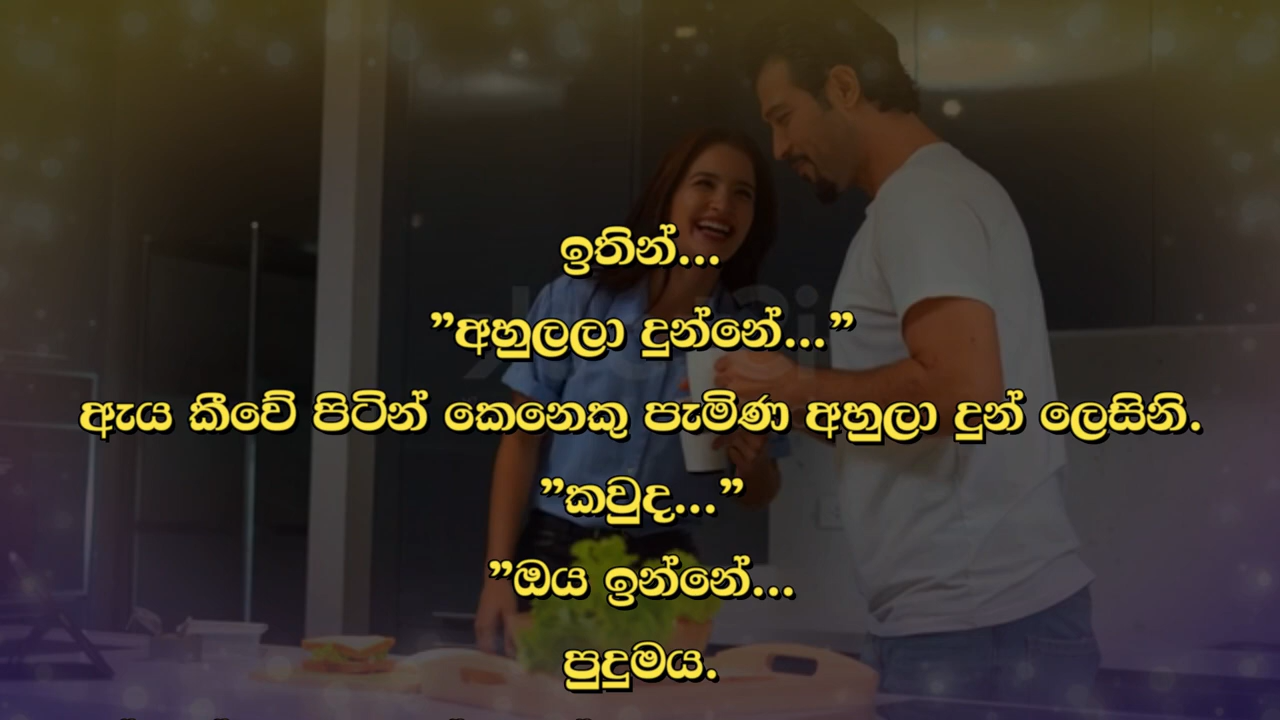 ඉතින්...
”අහුලලා දුන්නේ...”
ඇය කීවේ පිටින් කෙනෙකු පැමිණ අහුලා දුන් ලෙසිනි.
”කවුද...”
”ඔය ඉන්නේ...
පුදුමය.